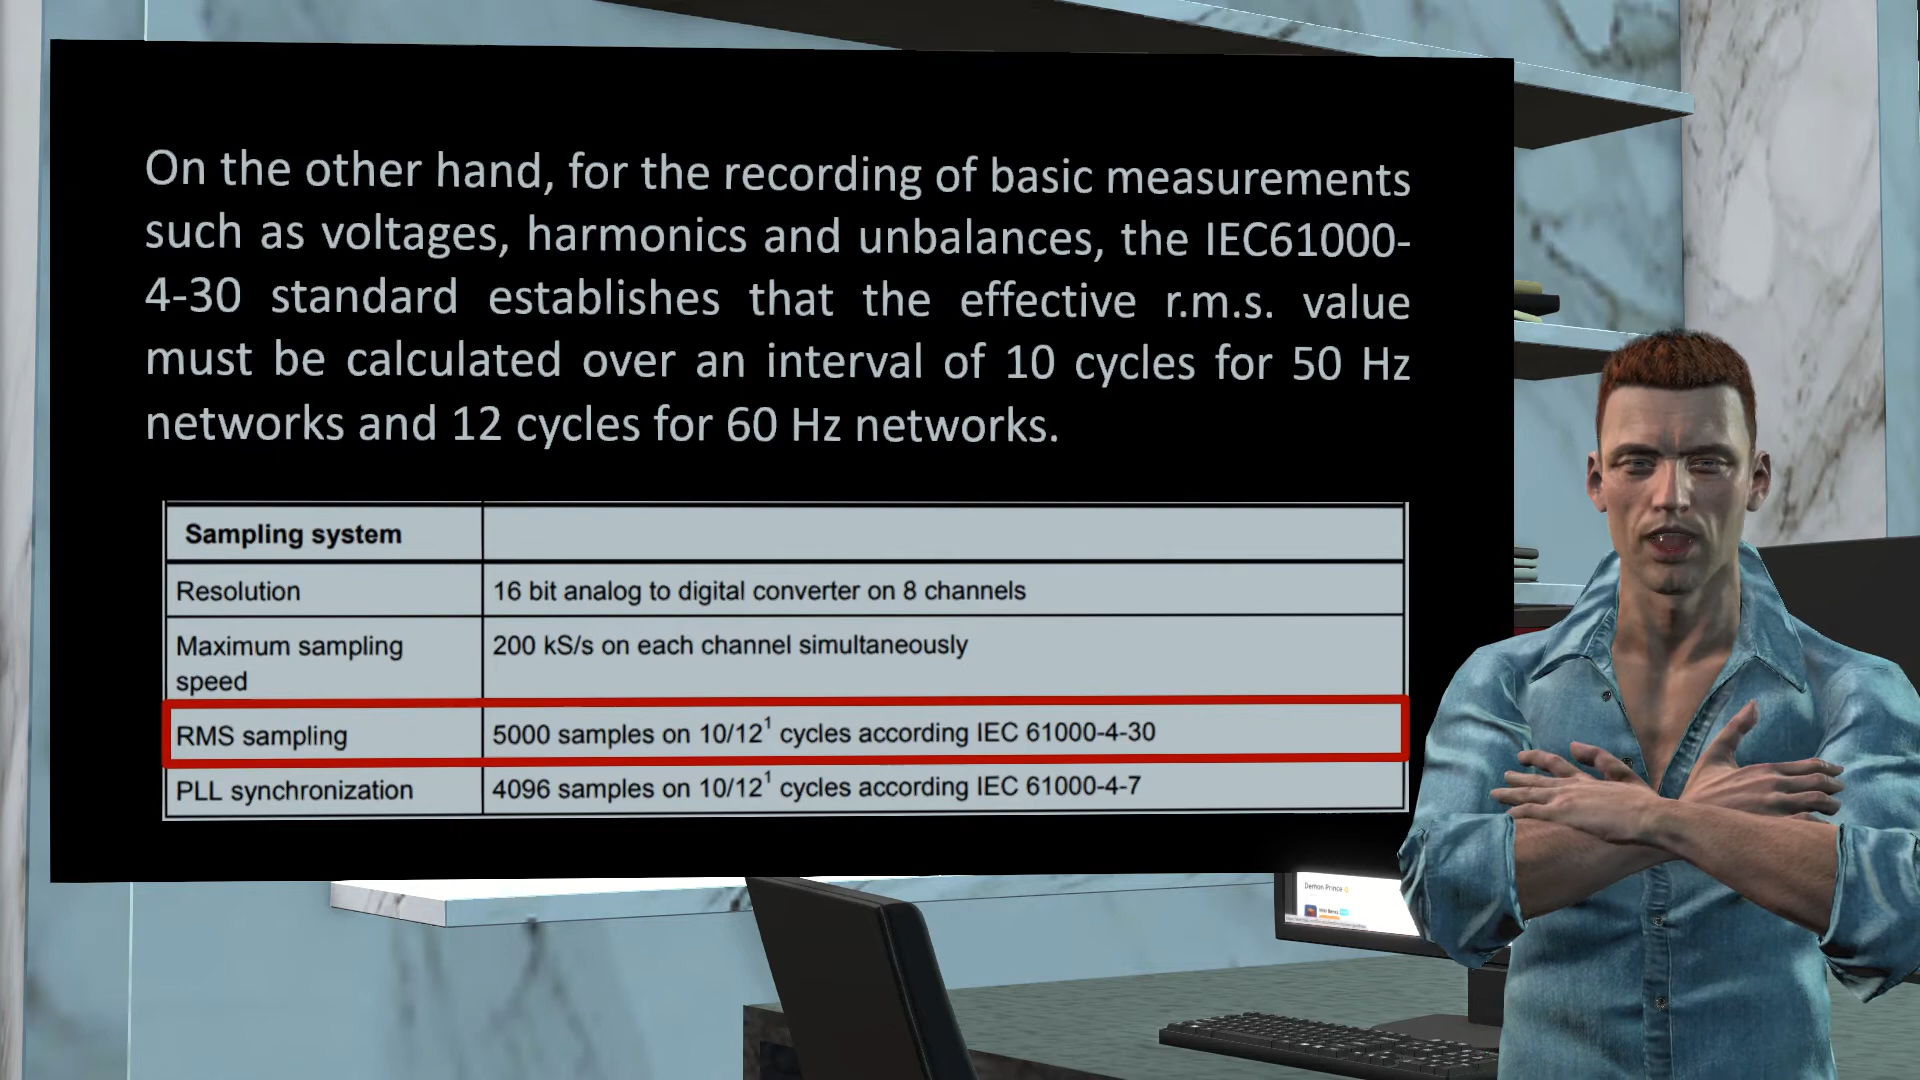 On the other hand, for the recording of basic measurements
such as voltages, harmonics and unbalances, the IEC61000-
4-30 standard establishes that the effective r.m.s. value
must be calculated over an interval of 10 cycles for 50 Hz
networks and 12 cycles for 60 Hz networks.
Sampling system
Resolution 16 bit analog to digital converter on 8 channels
Maximum sampling 200 kS/s on each channel simultaneously
speed
RMS sampling 5000 samples on 10/12¹ cycles according IEC 61000-4-30
PLL synchronization 4096 samples on 10/12¹ cycles according IEC 61000-4-7
Demon Prince